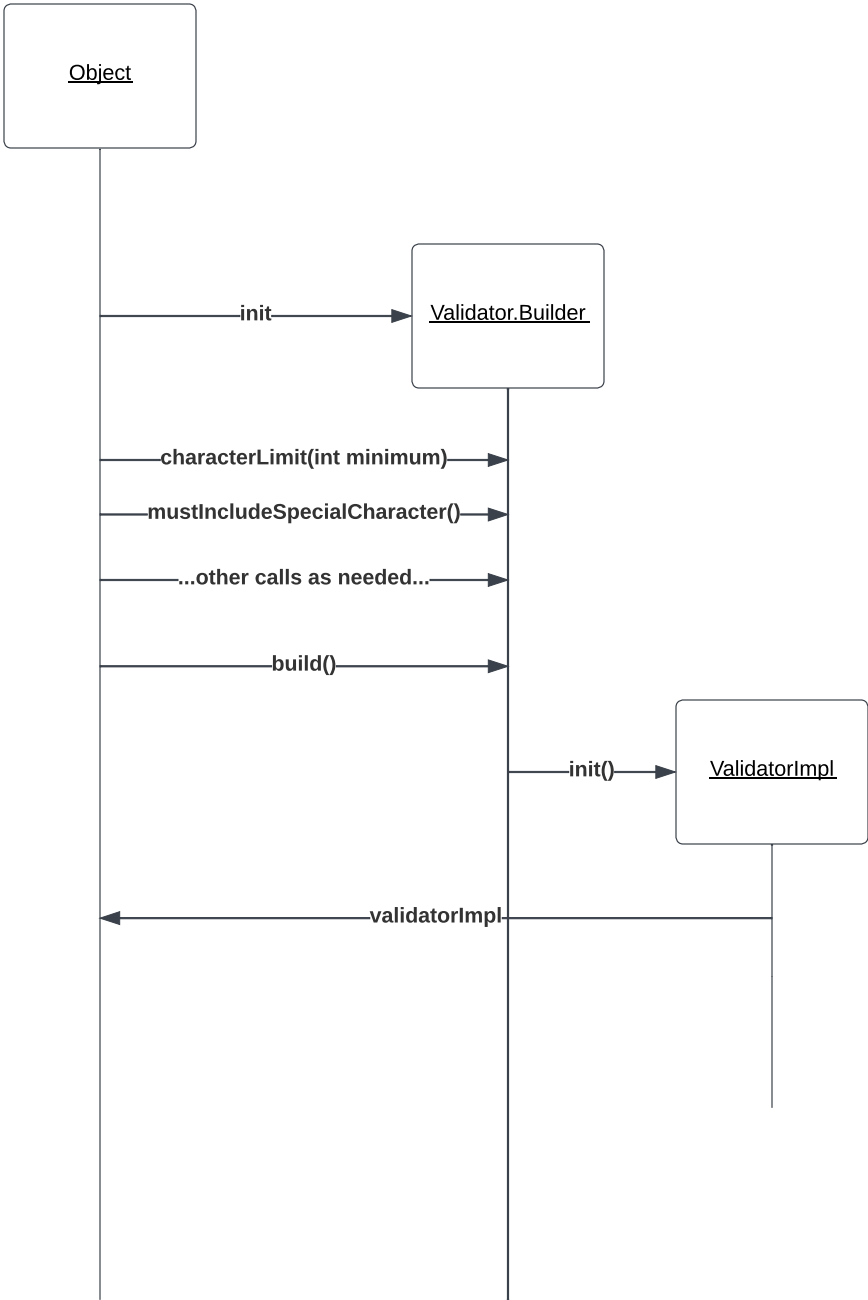 Object
init
Validator.Builder
characterLimit(int minimum)
mustIncludeSpecialCharacter()
...other calls as needed...
build()
init()
ValidatorImpl
validatorImpl